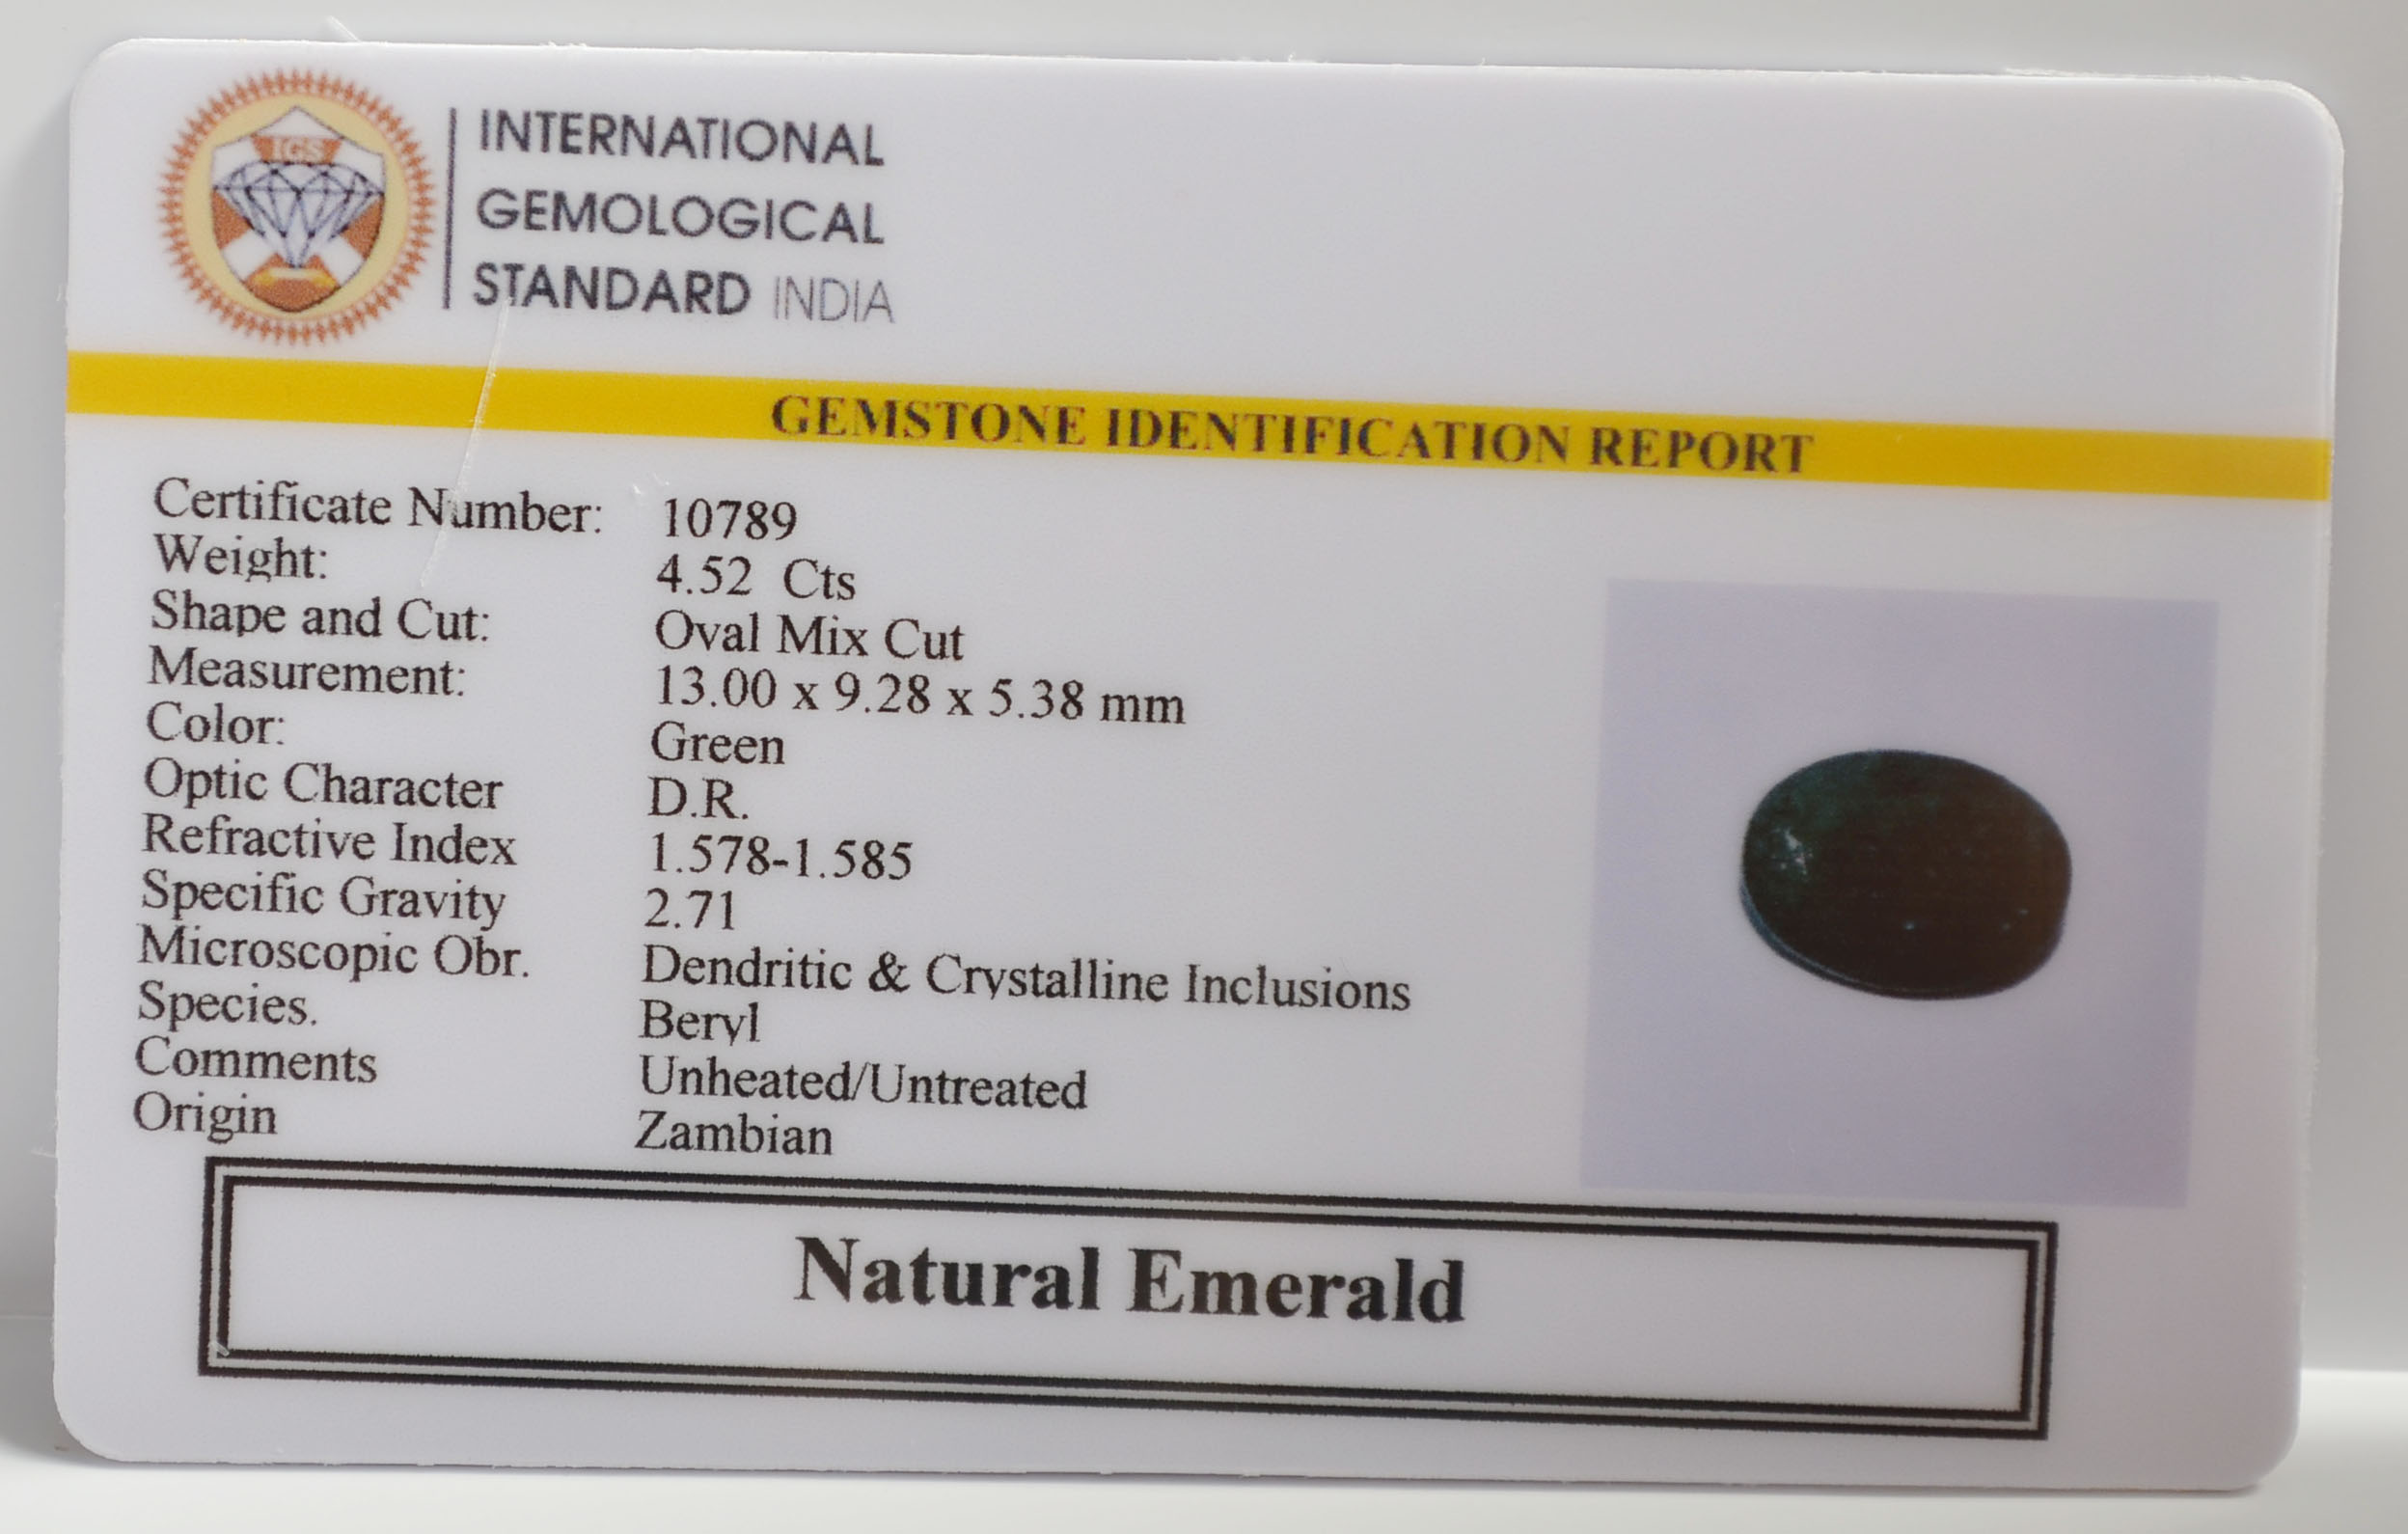 IGS
INTERNATIONAL
GEMOLOGICAL
STANDARD INDIA
GEMSTONE IDENTIFICATION REPORT
Certificate Number: 10789
Weight: 4.52 Cts
Shape and Cut: Oval Mix Cut
Measurement: 13.00 x 9.28 x 5.38 mm
Color: Green
Optic Character D.R.
Refractive Index 1.578-1.585
Specific Gravity 2.71
Microscopic Obr. Dendritic & Crystalline Inclusions
Species. Beryl
Comments Unheated/Untreated
Origin Zambian
Natural Emerald